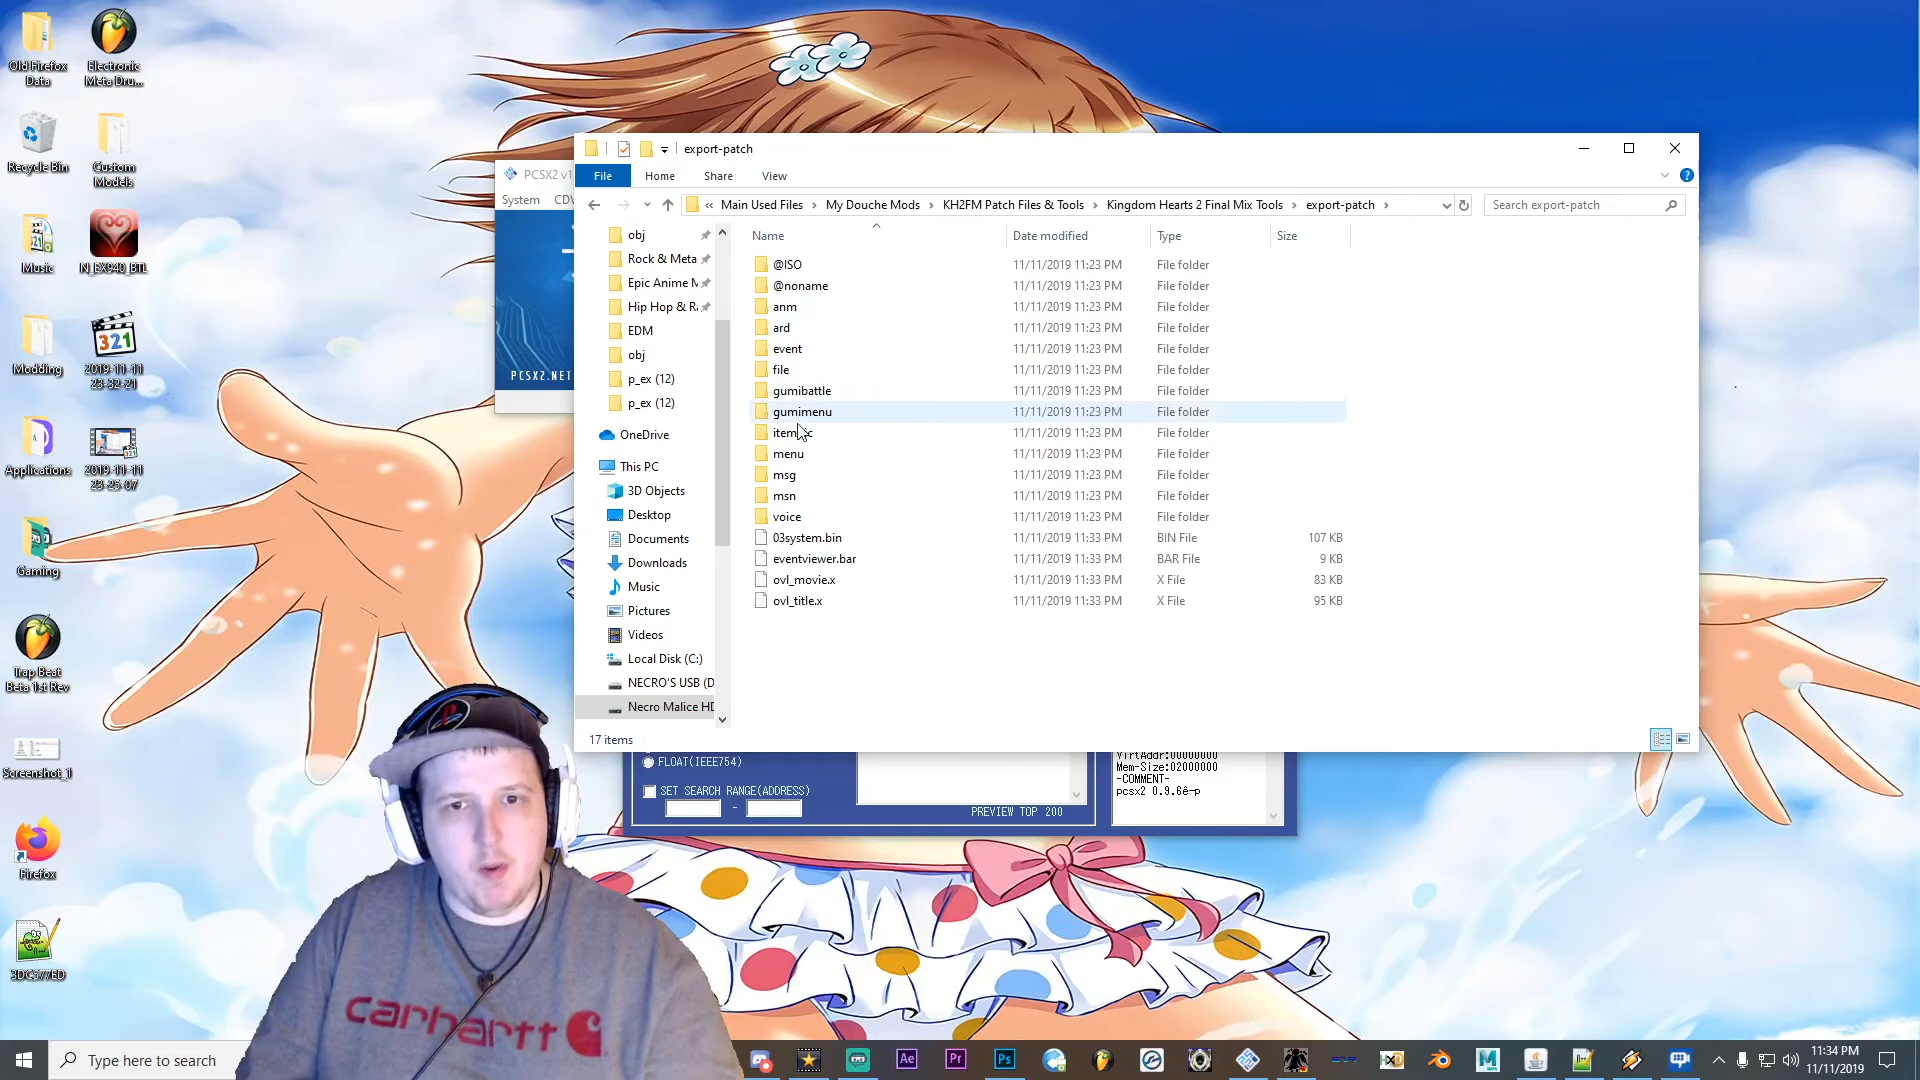 Old Firefox
Data
Electronic
Meta Dru...
Recycle Bin
Custom
Models
Music
N_EX940_BTL
Modding
2019-11-11
23-32-21
Applications
2019-11-11
23-25-07
Gaming
Trap Beat
Beta 1st Rev
Screenshot_1
Firefox
3DC577ED
PCSX2 v1
System CDV
PCSX2.NET
export-patch
File Home Share View
« Main Used Files › My Douche Mods › KH2FM Patch Files & Tools › Kingdom Hearts 2 Final Mix Tools › export-patch ›
Search export-patch
obj
Rock & Meta
Epic Anime M
Hip Hop & Ra
EDM
obj
p_ex (12)
p_ex (12)
OneDrive
This PC
3D Objects
Desktop
Documents
Downloads
Music
Pictures
Videos
Local Disk (C:)
NECRO'S USB (D
Necro Malice HD
Name Date modified Type Size
@ISO 11/11/2019 11:23 PM File folder
@noname 11/11/2019 11:23 PM File folder
anm 11/11/2019 11:23 PM File folder
ard 11/11/2019 11:23 PM File folder
event 11/11/2019 11:23 PM File folder
file 11/11/2019 11:23 PM File folder
gumibattle 11/11/2019 11:23 PM File folder
gumimenu 11/11/2019 11:23 PM File folder
11/11/2019 11:23 PM File folder
menu 11/11/2019 11:23 PM File folder
msg 11/11/2019 11:23 PM File folder
msn 11/11/2019 11:23 PM File folder
voice 11/11/2019 11:23 PM File folder
03system.bin 11/11/2019 11:33 PM BIN File 107 KB
eventviewer.bar 11/11/2019 11:33 PM BAR File 9 KB
ovl_movie.x 11/11/2019 11:33 PM X File 83 KB
ovl_title.x 11/11/2019 11:33 PM X File 95 KB
17 items
FLOAT(IEEE754)
SET SEARCH RANGE(ADDRESS)
-
PREVIEW TOP 200
VirtAddr:00000000
Mem-Size:02000000
-COMMENT-
pcsx2 0.9.6ē-p
carhartt
Type here to search
Ae
Pr
Ps
11:34 PM
11/11/2019